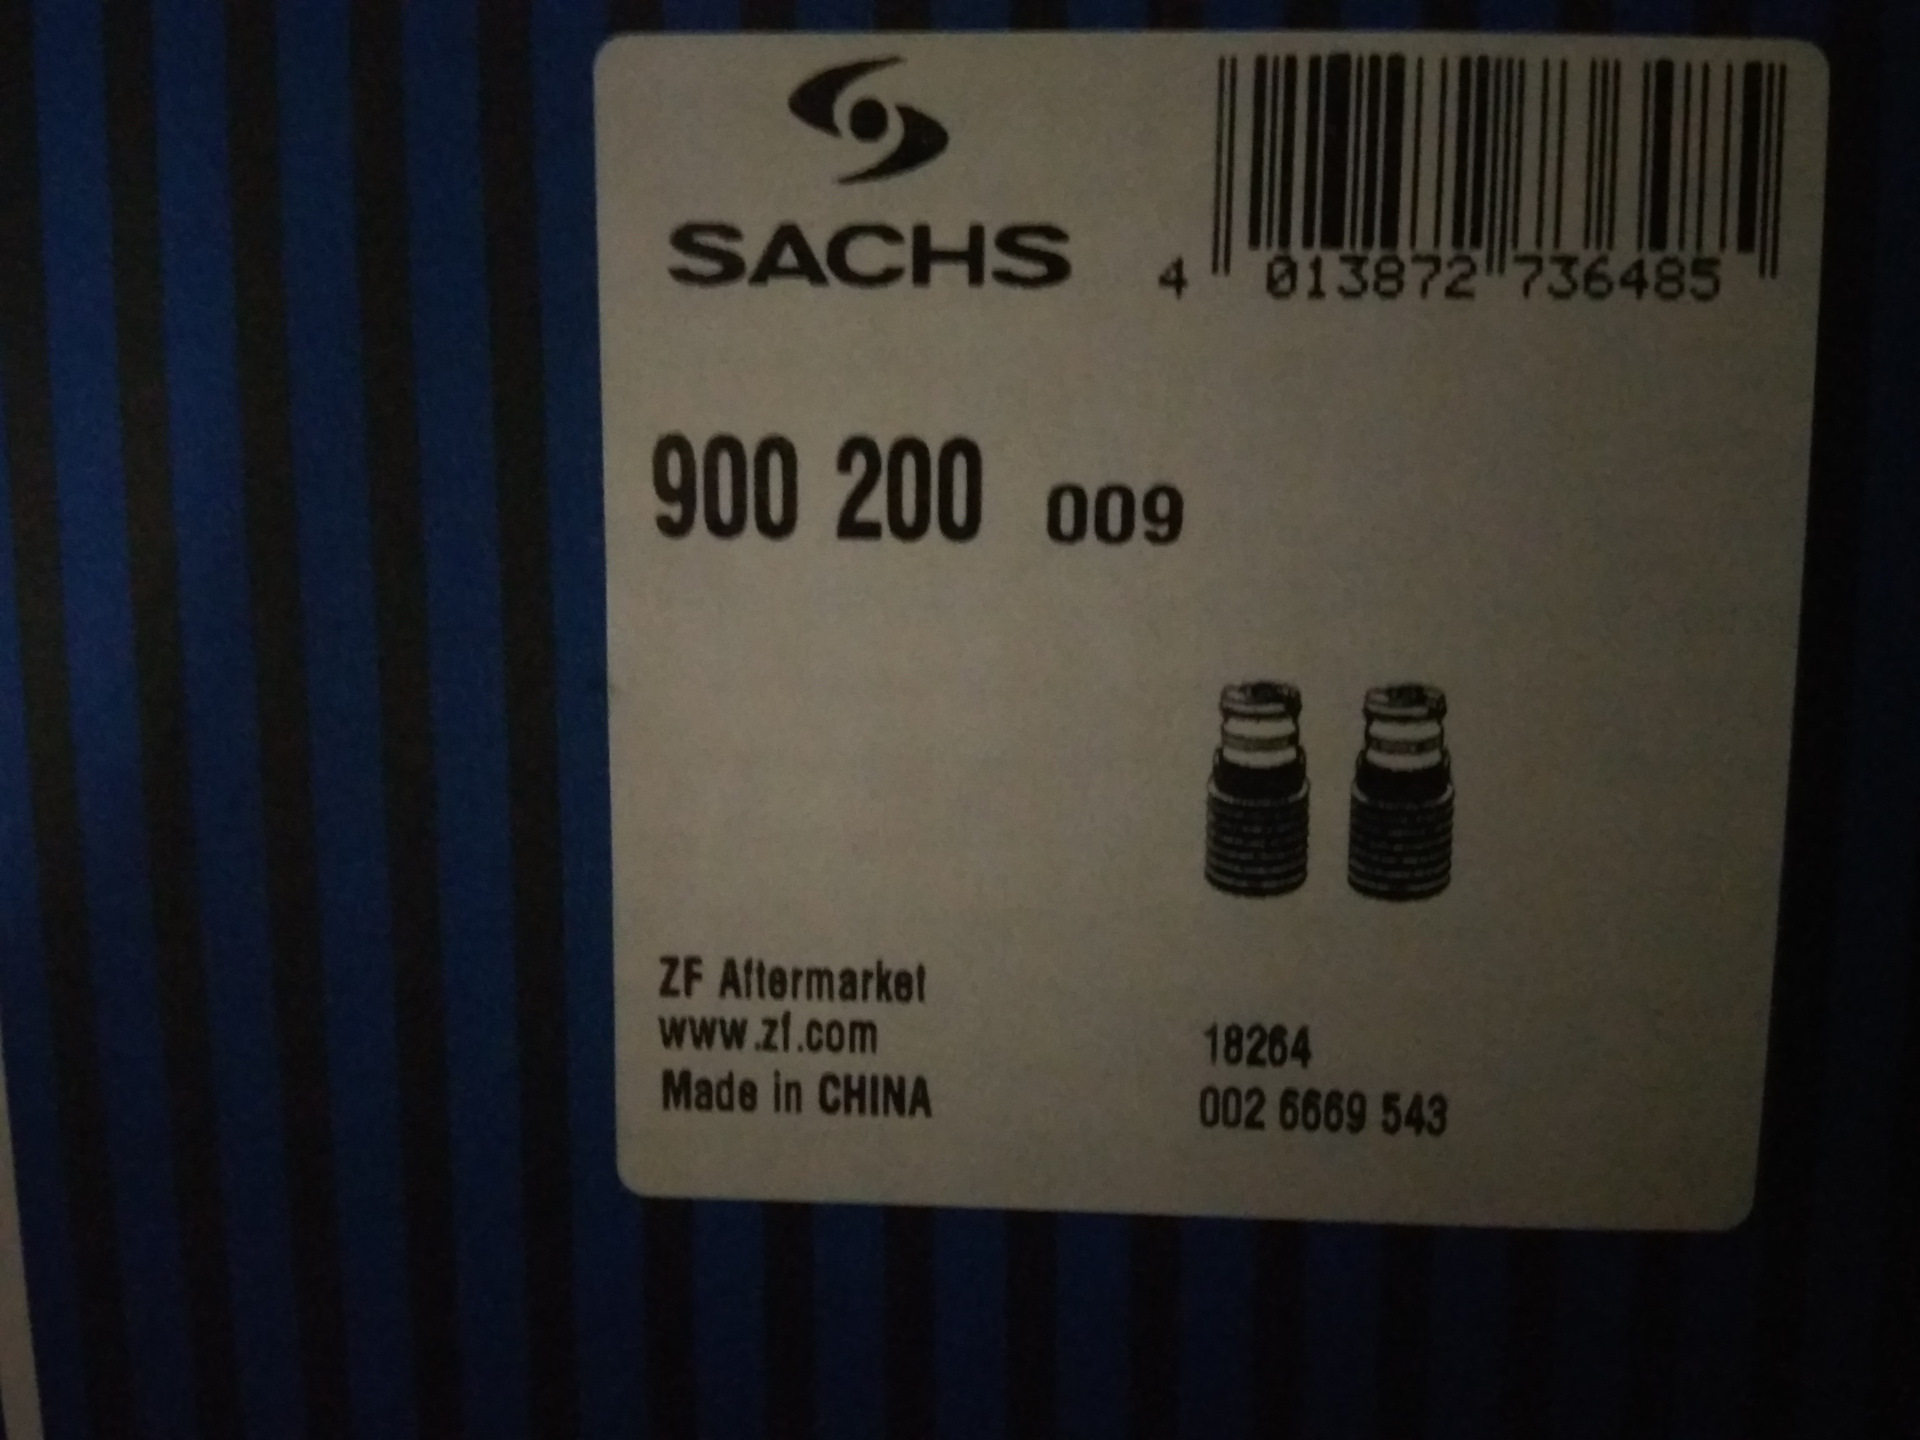 SACHS
4 013872 736485
900 200 009
ZF Aftermarket
www.zf.com
Made in CHINA
18264
002 6669 543